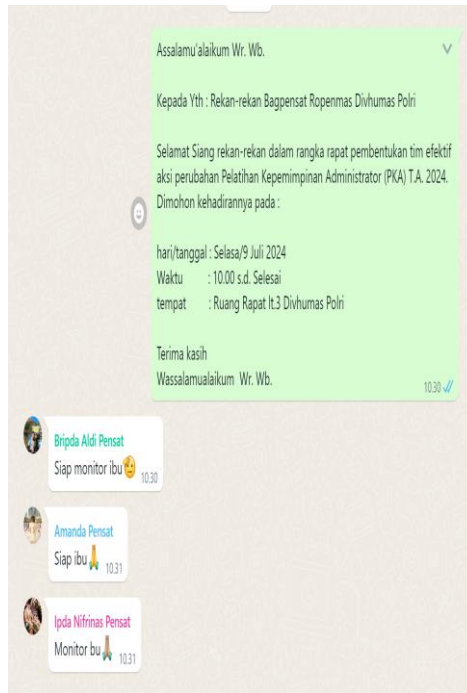 Assalamu'alaikum Wr. Wb.
Kepada Yth : Rekan-rekan Bagpensat Ropenmas Divhumas Polri
Selamat Siang rekan-rekan dalam rangka rapat pembentukan tim efektif
aksi perubahan Pelatihan Kepemimpinan Administrator (PKA) T.A. 2024.
Dimohon kehadirannya pada :
hari/tanggal : Selasa/9 Juli 2024
Waktu : 10.00 s.d. Selesai
tempat : Ruang Rapat lt.3 Divhumas Polri
Terima kasih
Wassalamualaikum Wr. Wb.
10.30
Bripda Aldi Pensat
Siap monitor ibu🫡 10.30
Amanda Pensat
Siap ibu🙏 10.31
Ipda Nifrinas Pensat
Monitor bu🙏 10.31